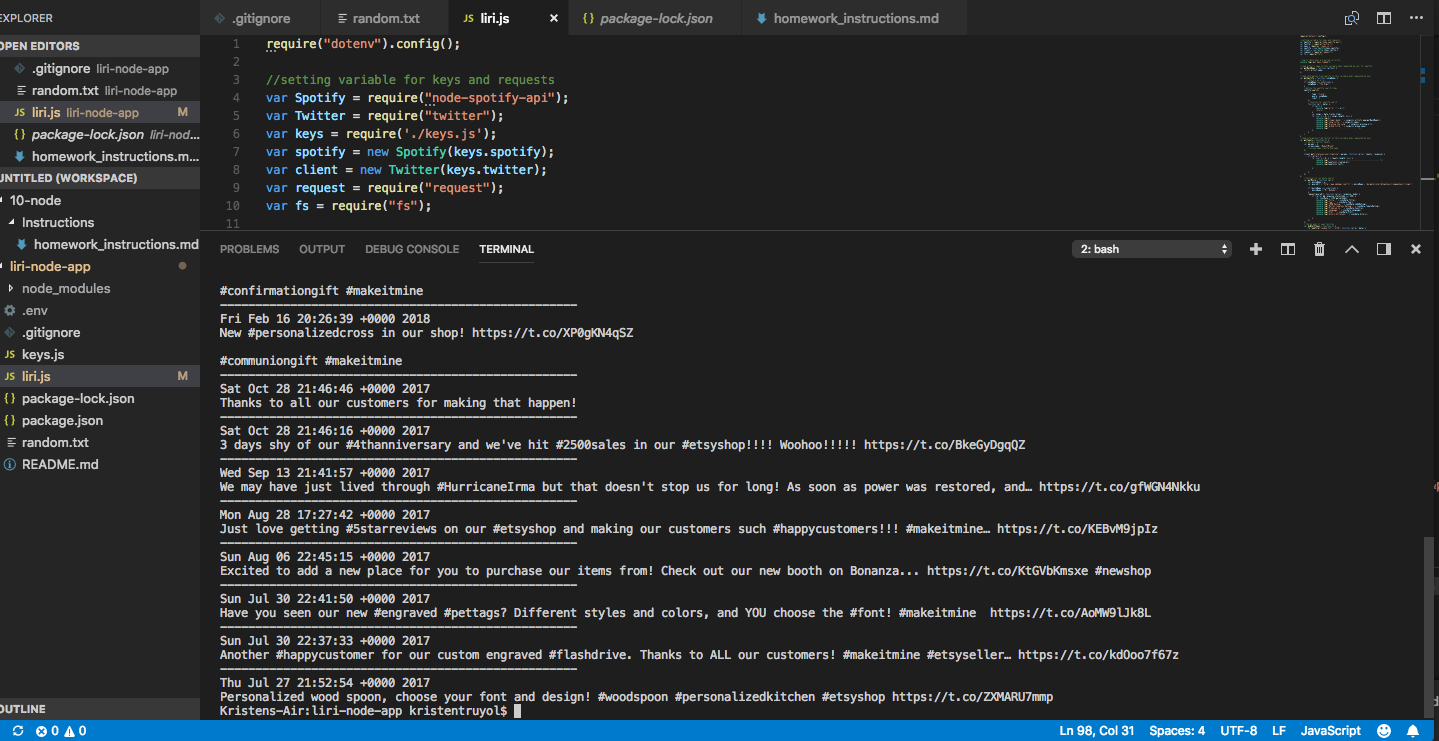 EXPLORER
.gitignore
random.txt
JS liri.js ×
{ } package-lock.json
homework_instructions.md
OPEN EDITORS
.gitignore liri-node-app
random.txt liri-node-app
JS liri.js liri-node-app M
{ } package-lock.json liri-nod...
homework_instructions.m...
UNTITLED (WORKSPACE)
10-node
Instructions
homework_instructions.md
liri-node-app
node_modules
.env
.gitignore
JS keys.js
JS liri.js M
{ } package-lock.json
{ } package.json
random.txt
README.md
OUTLINE
1 require("dotenv").config();
2
3 //setting variable for keys and requests
4 var Spotify = require("node-spotify-api");
5 var Twitter = require("twitter");
6 var keys = require('./keys.js');
7 var spotify = new Spotify(keys.spotify);
8 var client = new Twitter(keys.twitter);
9 var request = require("request");
10 var fs = require("fs");
11
PROBLEMS OUTPUT DEBUG CONSOLE TERMINAL 2: bash
#confirmationgift #makeitmine
---------------------------------------------------
Fri Feb 16 20:26:39 +0000 2018
New #personalizedcross in our shop! https://t.co/XP0gKN4qSZ
#communiongift #makeitmine
---------------------------------------------------
Sat Oct 28 21:46:46 +0000 2017
Thanks to all our customers for making that happen!
---------------------------------------------------
Sat Oct 28 21:46:16 +0000 2017
3 days shy of our #4thanniversary and we've hit #2500sales in our #etsyshop!!!! Woohoo!!!!! https://t.co/BkeGyDgqQZ
---------------------------------------------------
Wed Sep 13 21:41:57 +0000 2017
We may have just lived through #HurricaneIrma but that doesn't stop us for long! As soon as power was restored, and… https://t.co/gfWGN4Nkku
---------------------------------------------------
Mon Aug 28 17:27:42 +0000 2017
Just love getting #5starreviews on our #etsyshop and making our customers such #happycustomers!!! #makeitmine… https://t.co/KEBvM9jpIz
---------------------------------------------------
Sun Aug 06 22:45:15 +0000 2017
Excited to add a new place for you to purchase our items from! Check out our new booth on Bonanza... https://t.co/KtGVbKmsxe #newshop
---------------------------------------------------
Sun Jul 30 22:41:50 +0000 2017
Have you seen our new #engraved #pettags? Different styles and colors, and YOU choose the #font! #makeitmine  https://t.co/AoMW9lJk8L
---------------------------------------------------
Sun Jul 30 22:37:33 +0000 2017
Another #happycustomer for our custom engraved #flashdrive. Thanks to ALL our customers! #makeitmine #etsyseller… https://t.co/kdOoo7f67z
---------------------------------------------------
Thu Jul 27 21:52:54 +0000 2017
Personalized wood spoon, choose your font and design! #woodspoon #personalizedkitchen #etsyshop https://t.co/ZXMARU7mmp
Kristens-Air:liri-node-app kristentruyol$
0 0 Ln 98, Col 31 Spaces: 4 UTF-8 LF JavaScript